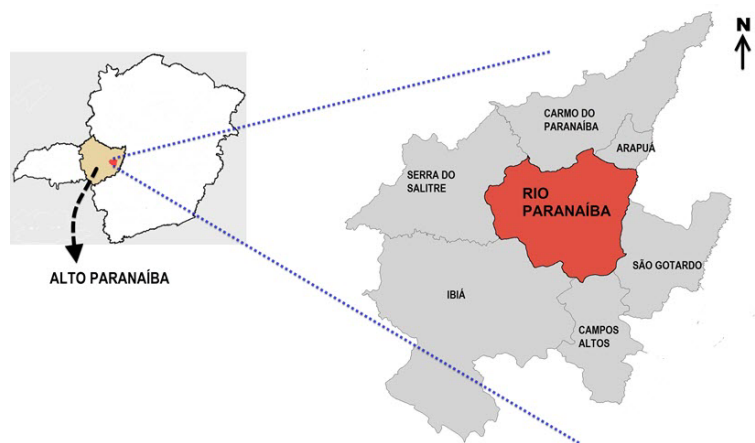 N
CARMO DO
PARANAÍBA
ARAPUÁ
SERRA DO
SALITRE
RIO
PARANAÍBA
SÃO GOTARDO
ALTO PARANAÍBA
IBIÁ
CAMPOS
ALTOS